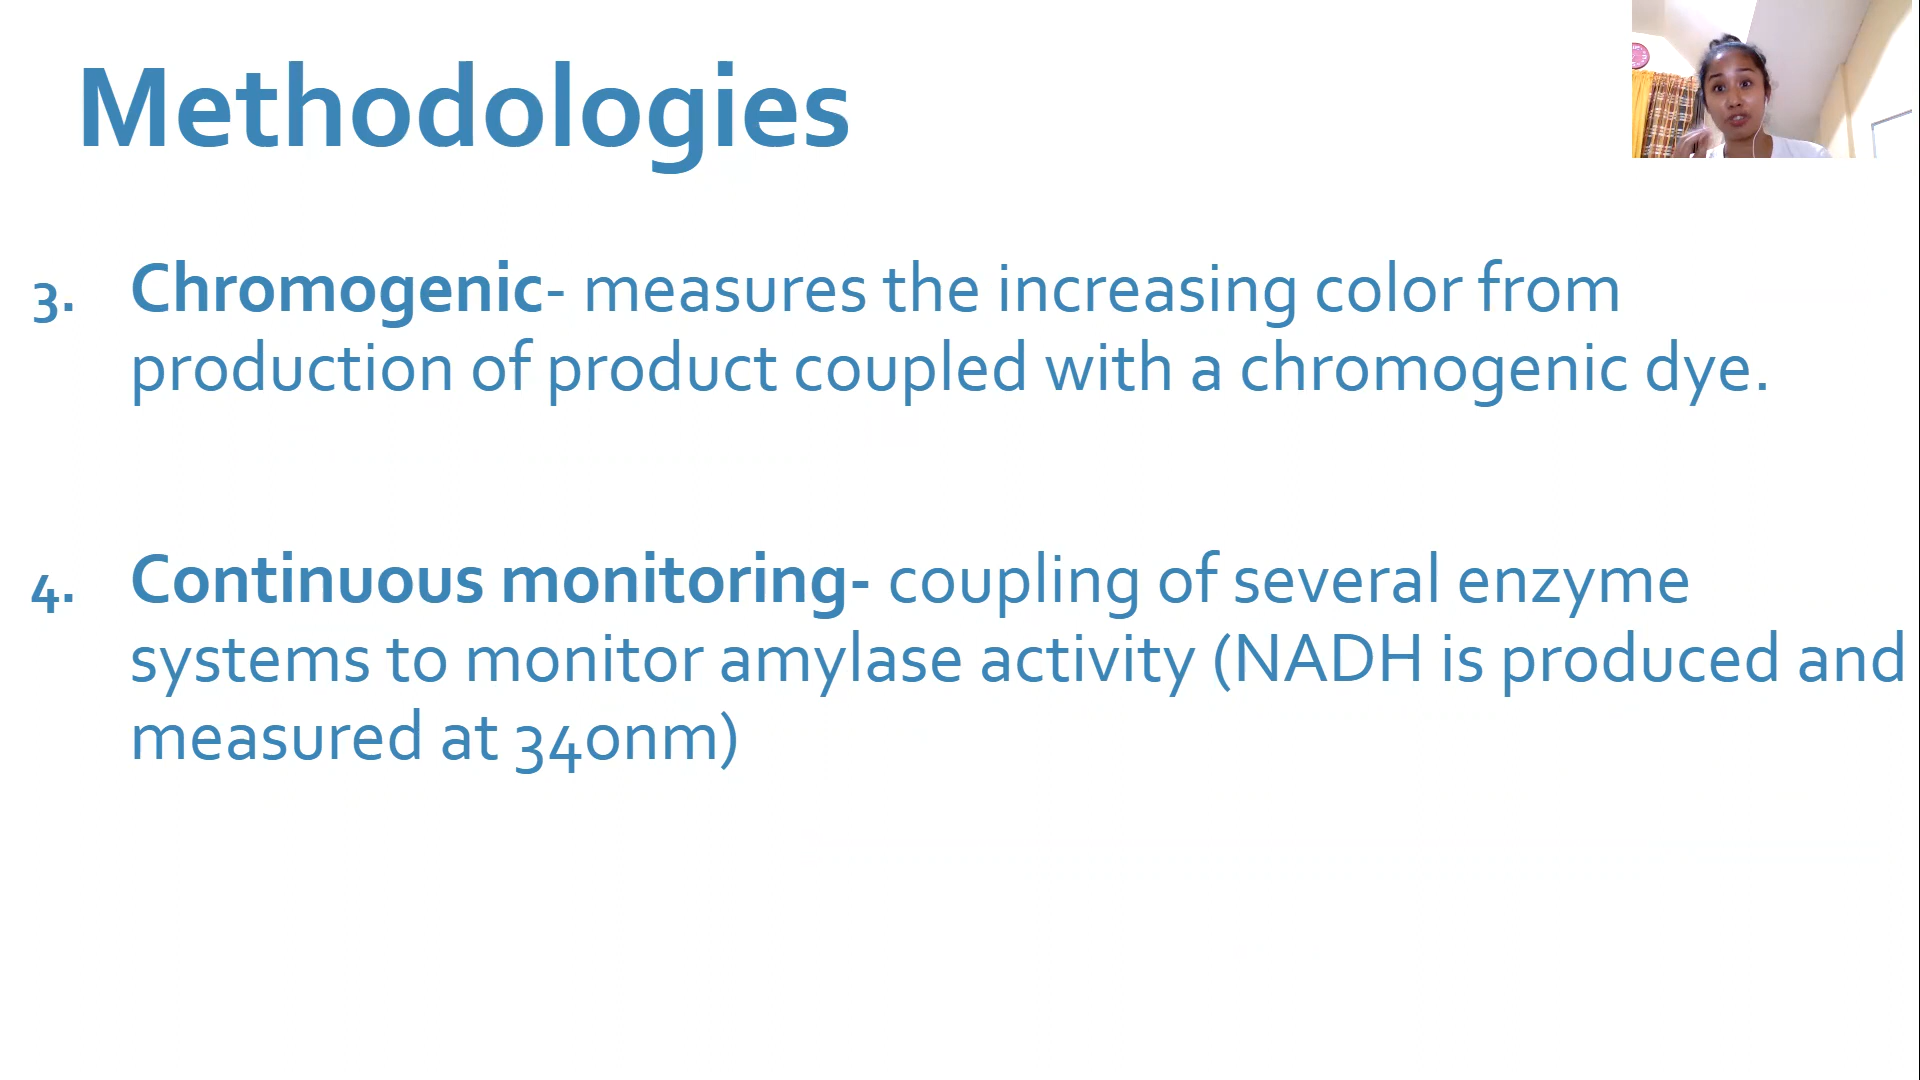 Methodologies
3. Chromogenic- measures the increasing color from
production of product coupled with a chromogenic dye.
4. Continuous monitoring- coupling of several enzyme
systems to monitor amylase activity (NADH is produced and
measured at 340nm)